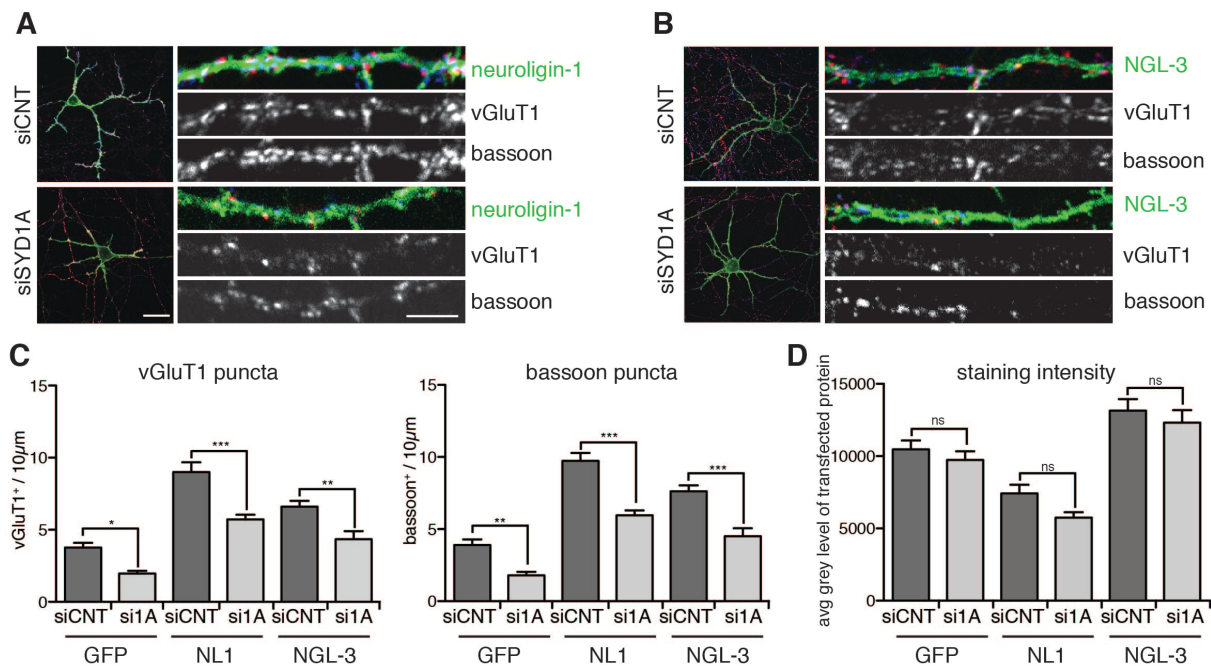 A
siCNT
neuroligin-1
vGluT1
bassoon
siSYD1A
neuroligin-1
vGluT1
bassoon
B
siCNT
NGL-3
vGluT1
bassoon
siSYD1A
NGL-3
vGluT1
bassoon
C
vGluT1 puncta
vGluT1⁺ / 10µm
15
10
5
0
*
***
**
siCNT si1A siCNT si1A siCNT si1A
GFP NL1 NGL-3
bassoon puncta
bassoon⁺ / 10µm
15
10
5
0
**
***
***
siCNT si1A siCNT si1A siCNT si1A
GFP NL1 NGL-3
D
staining intensity
avg grey level of transfected protein
15000
10000
5000
0
ns
ns
ns
siCNT si1A siCNT si1A siCNT si1A
GFP NL1 NGL-3